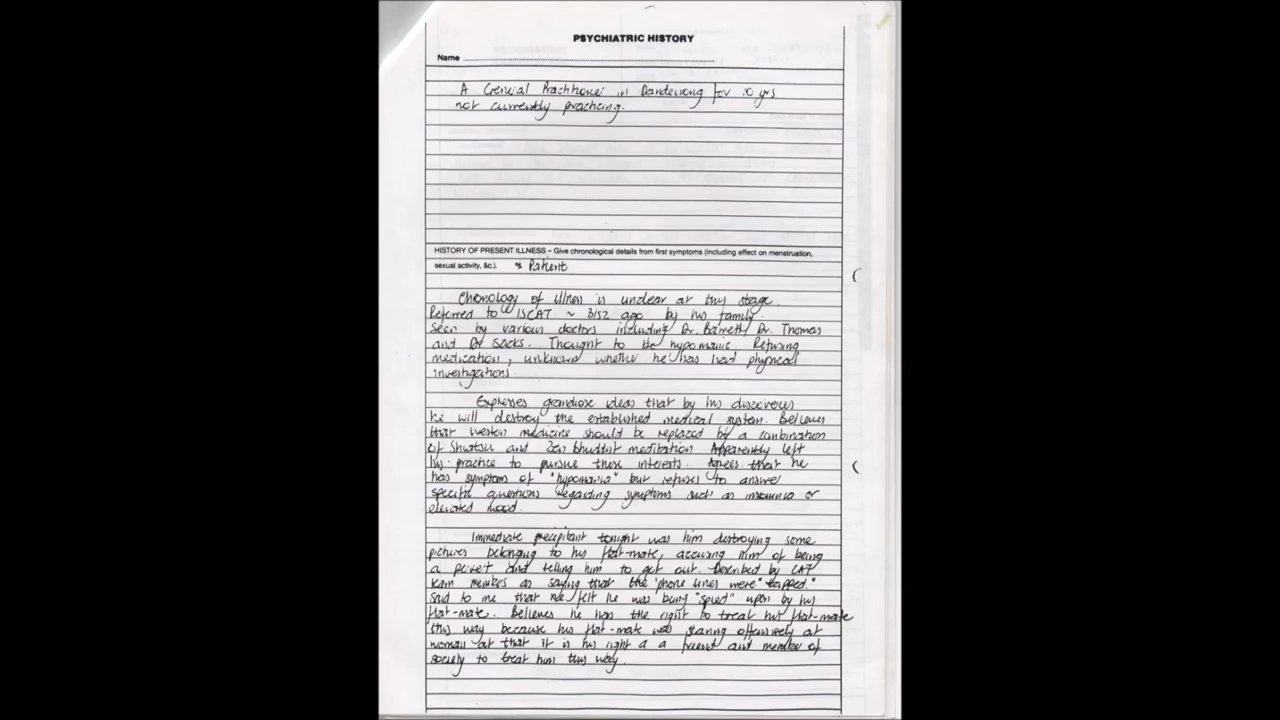 PSYCHIATRIC HISTORY
Name
A General Practitioner in Dandenong for 10 yrs
not currently practicing.
HISTORY OF PRESENT ILLNESS – Give chronological details from first symptoms (including effect on menstruation,
sexual activity, &c.). Patient
Chronology of illness is unclear at this stage.
Referred to ISCAT ~ 3/52 ago by his family.
Seen by various doctors including Dr. Barrett, Dr. Thomas
and Dr Sacks. Thought to be hypomanic. Refusing
medication, unknown whether he has had physical
investigations
Expresses grandiose ideas that by his discoveries
he will destroy the established medical system. Believes
that Western medicine should be replaced by a combination
of Shiatsu and Zen Bhuddist meditation Apparently left
his practice to pursue these interests. Agrees that he
has symptoms of "hypomania" but refuses to answer
specific questions regarding symptoms such as insomnia or
elevated mood.
Immediate precipitant tonight was him destroying some
pictures belonging to his flat-mate, accusing him of being
a pervert and telling him to get out. Described by CAT
team members as saying that the 'phone lines were "tapped."
Said to me that he felt he was being "spied" upon by his
flat-mate. Believes he has the right to treat his flat-mate
this way because his flat-mate was staring offensively at
woman at that it is his right a a friend and member of
society to treat him this way.